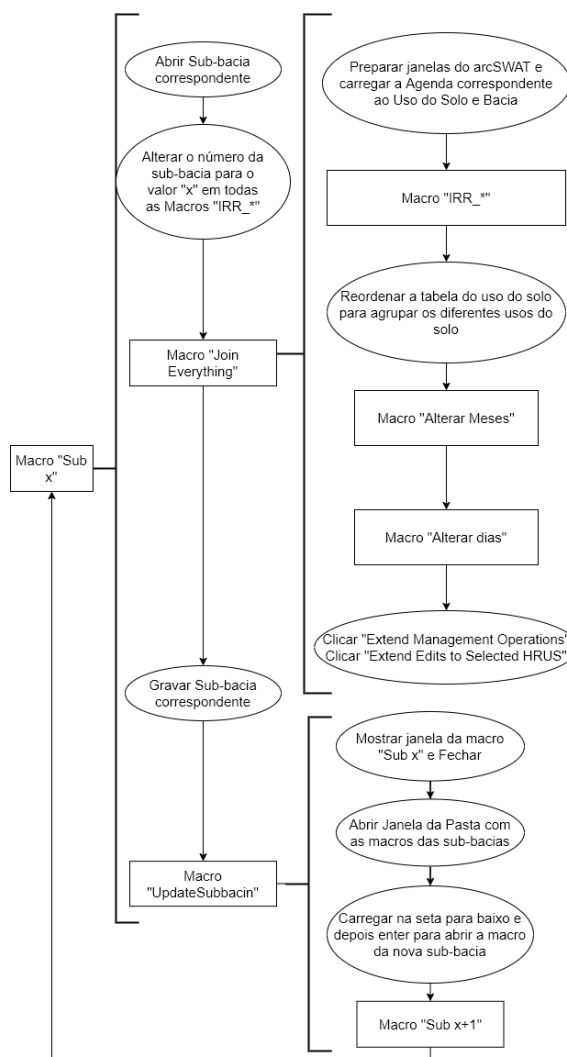 Macro "Sub
x"
Abrir Sub-bacia
correspondente
Alterar o número da
sub-bacia para o
valor "x" em todas
as Macros "IRR_*"
Macro "Join
Everything"
Gravar Sub-bacia
correspondente
Macro
"UpdateSubbacin"
Preparar janelas do arcSWAT e
carregar a Agenda correspondente
ao Uso do Solo e Bacia
Macro "IRR_*"
Reordenar a tabela do uso do solo
para agrupar os diferentes usos do
solo
Macro "Alterar Meses"
Macro "Alterar dias"
Clicar "Extend Management Operations"
Clicar "Extend Edits to Selected HRUS"
Mostrar janela da macro
"Sub x" e Fechar
Abrir Janela da Pasta com
as macros das sub-bacias
Carregar na seta para baixo e
depois enter para abrir a macro
da nova sub-bacia
Macro "Sub x+1"